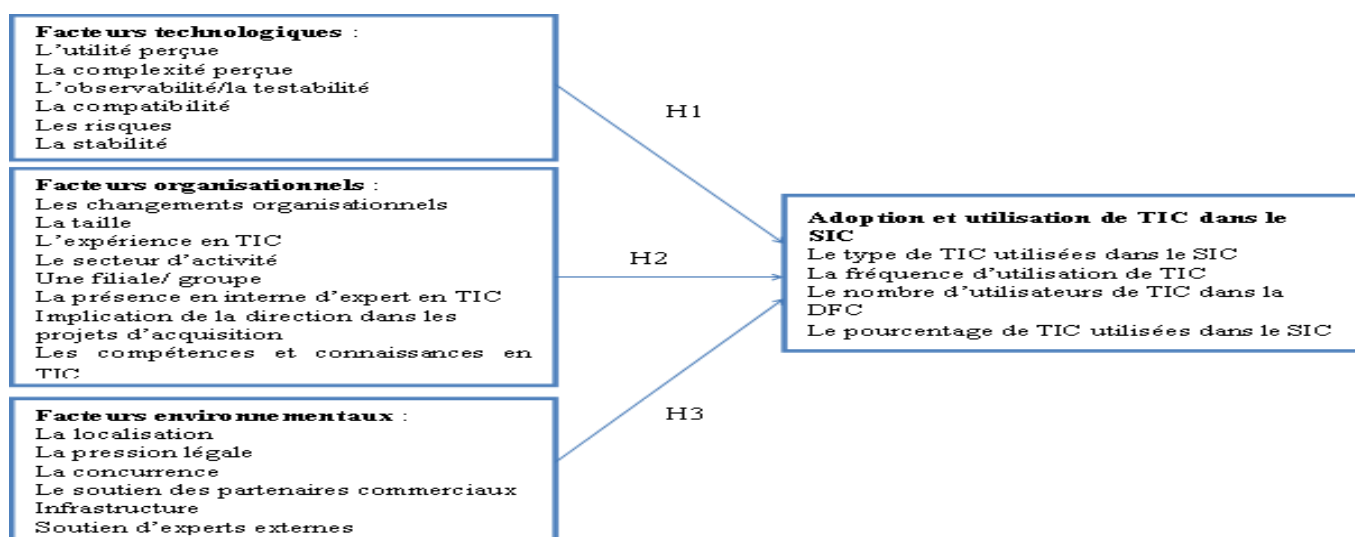 Facteurs technologiques :
L'utilité perçue
La complexité perçue
L'observabilité/la testabilité
La compatibilité
Les risques
La stabilité
H1
Facteurs organisationnels :
Les changements organisationnels
La taille
L'expérience en TIC
Le secteur d'activité
Une filiale/ groupe
La présence en interne d'expert en TIC
Implication de la direction dans les
projets d'acquisition
Les compétences et connaissances en
TIC
H2
Facteurs environnementaux :
La localisation
La pression légale
La concurrence
Le soutien des partenaires commerciaux
Infrastructure
Soutien d'experts externes
H3
Adoption et utilisation de TIC dans le
SIC
Le type de TIC utilisées dans le SIC
La fréquence d'utilisation de TIC
Le nombre d'utilisateurs de TIC dans la
DFC
Le pourcentage de TIC utilisées dans le SIC